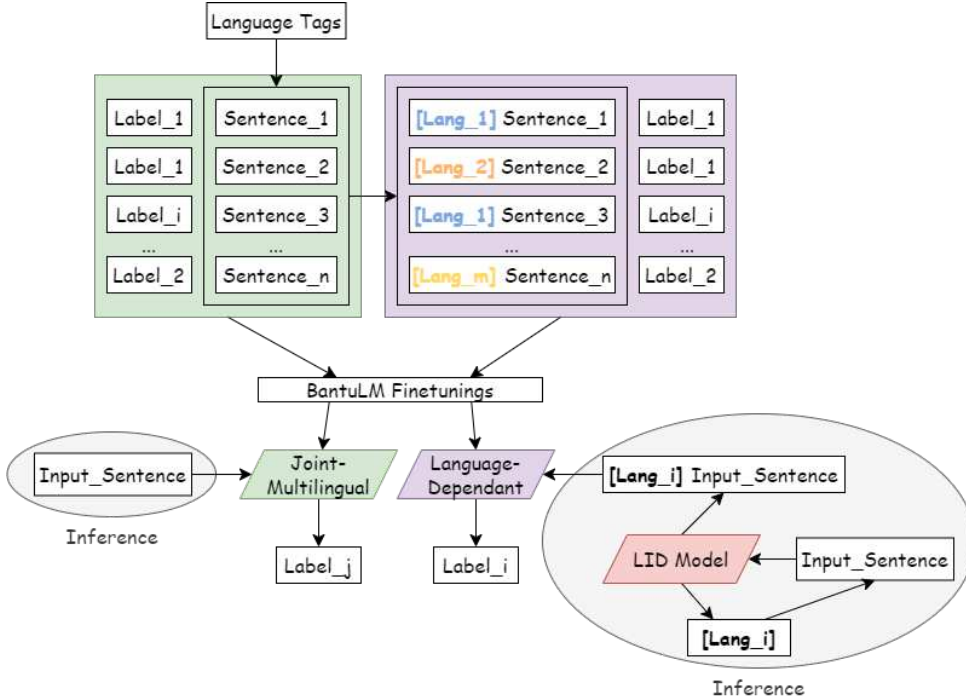 Language Tags
Label_1
Sentence_1
[Lang_1] Sentence_1
Label_1
Label_1
Sentence_2
[Lang_2] Sentence_2
Label_1
Label_i
Sentence_3
[Lang_1] Sentence_3
Label_i
...
...
...
...
Label_2
Sentence_n
[Lang_m] Sentence_n
Label_2
BantuLM Finetunings
Input_Sentence
Inference
Joint-
Multilingual
Label_j
Language-
Dependant
Label_i
[Lang_i] Input_Sentence
LID Model
Input_Sentence
[Lang_i]
Inference